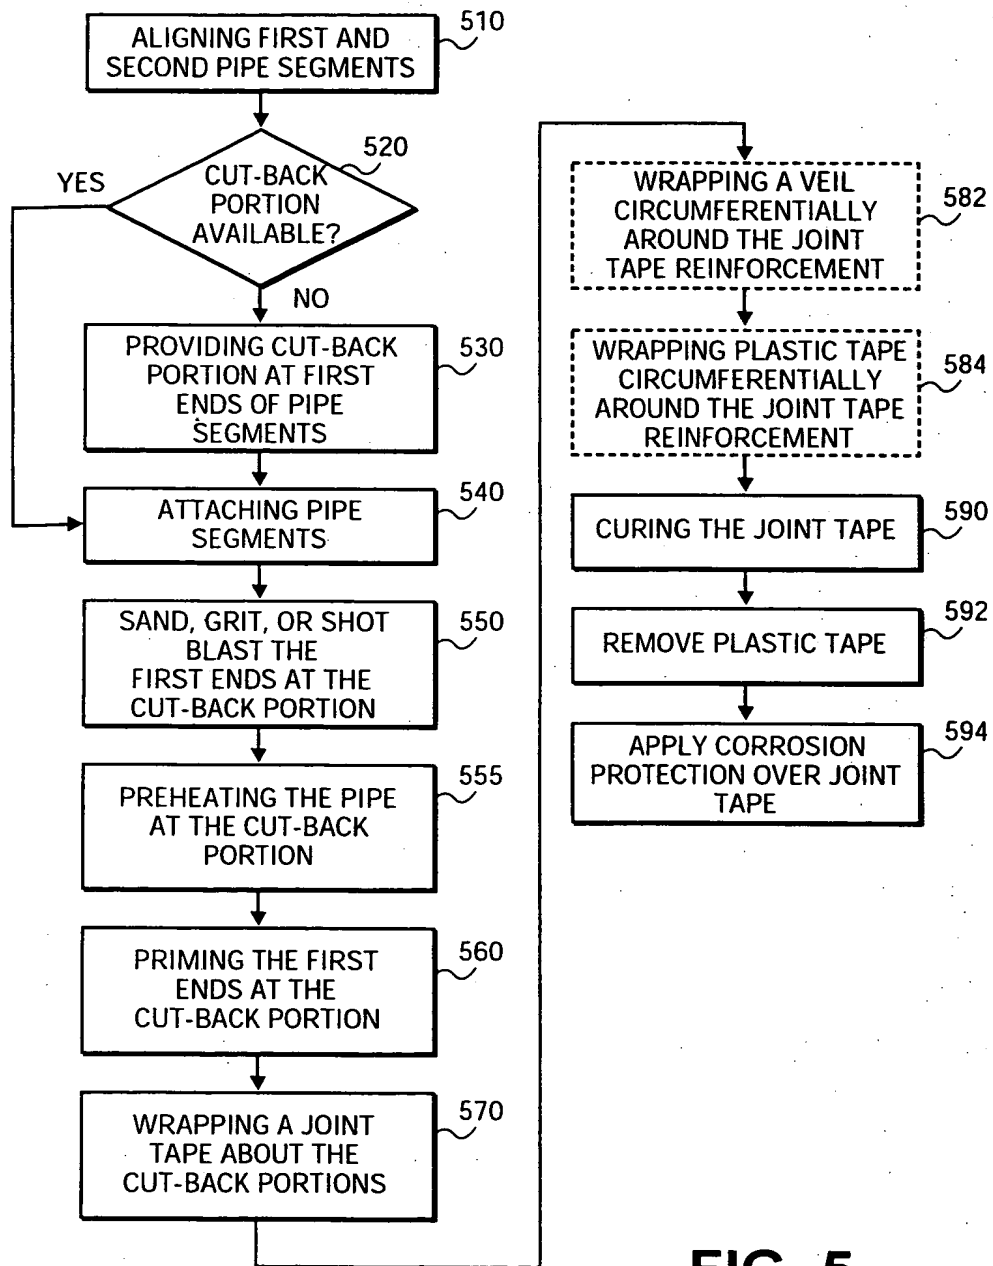 510
ALIGNING FIRST AND
SECOND PIPE SEGMENTS
520
YES
CUT-BACK
PORTION
AVAILABLE?
NO
530
PROVIDING CUT-BACK
PORTION AT FIRST
ENDS OF PIPE
SEGMENTS
540
ATTACHING PIPE
SEGMENTS
550
SAND, GRIT, OR SHOT
BLAST THE
FIRST ENDS AT THE
CUT-BACK PORTION
555
PREHEATING THE PIPE
AT THE CUT-BACK
PORTION
560
PRIMING THE FIRST
ENDS AT THE
CUT-BACK PORTION
570
WRAPPING A JOINT
TAPE ABOUT THE
CUT-BACK PORTIONS
582
WRAPPING A VEIL
CIRCUMFERENTIALLY
AROUND THE JOINT
TAPE REINFORCEMENT
584
WRAPPING PLASTIC TAPE
CIRCUMFERENTIALLY
AROUND THE JOINT TAPE
REINFORCEMENT
590
CURING THE JOINT TAPE
592
REMOVE PLASTIC TAPE
594
APPLY CORROSION
PROTECTION OVER JOINT
TAPE
FIG. 5